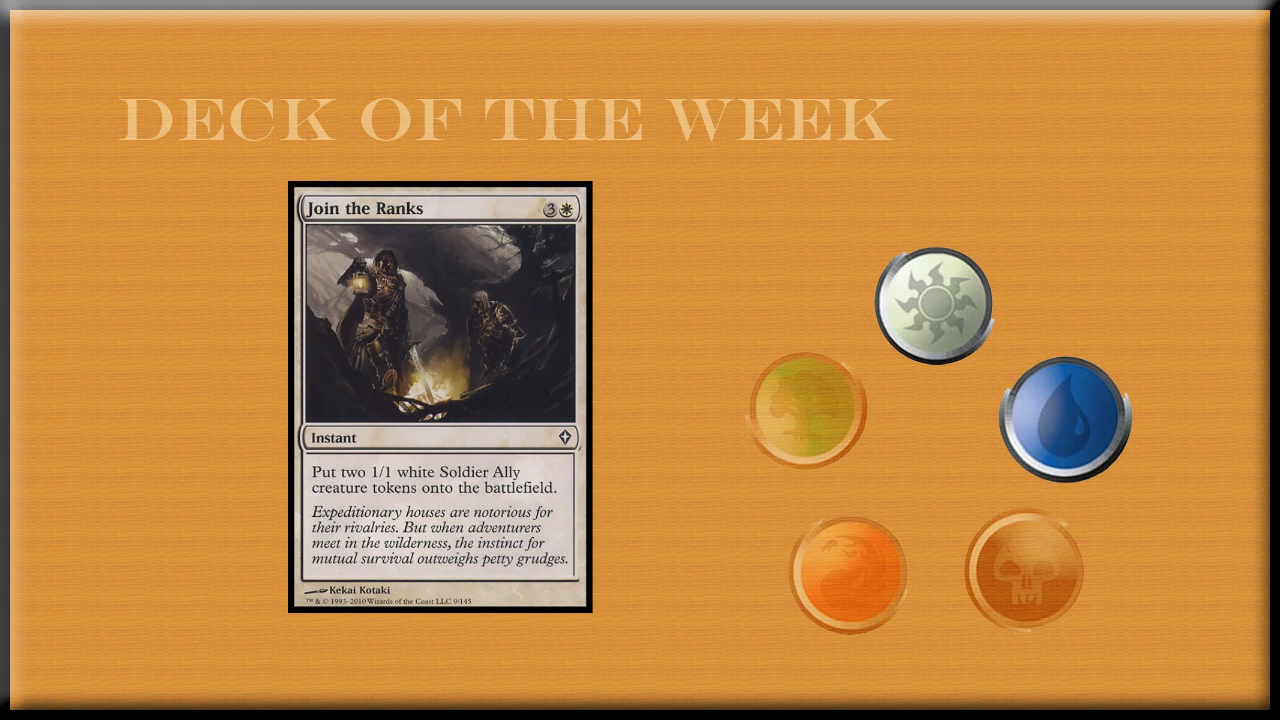 DECK OF THE WEEK
Join the Ranks 3
Instant
Put two 1/1 white Soldier Ally
creature tokens onto the battlefield.
Expeditionary houses are notorious for
their rivalries. But when adventurers
meet in the wilderness, the instinct for
mutual survival outweighs petty grudges.
Kekai Kotaki
™ & © 1993–2010 Wizards of the Coast LLC 9/145